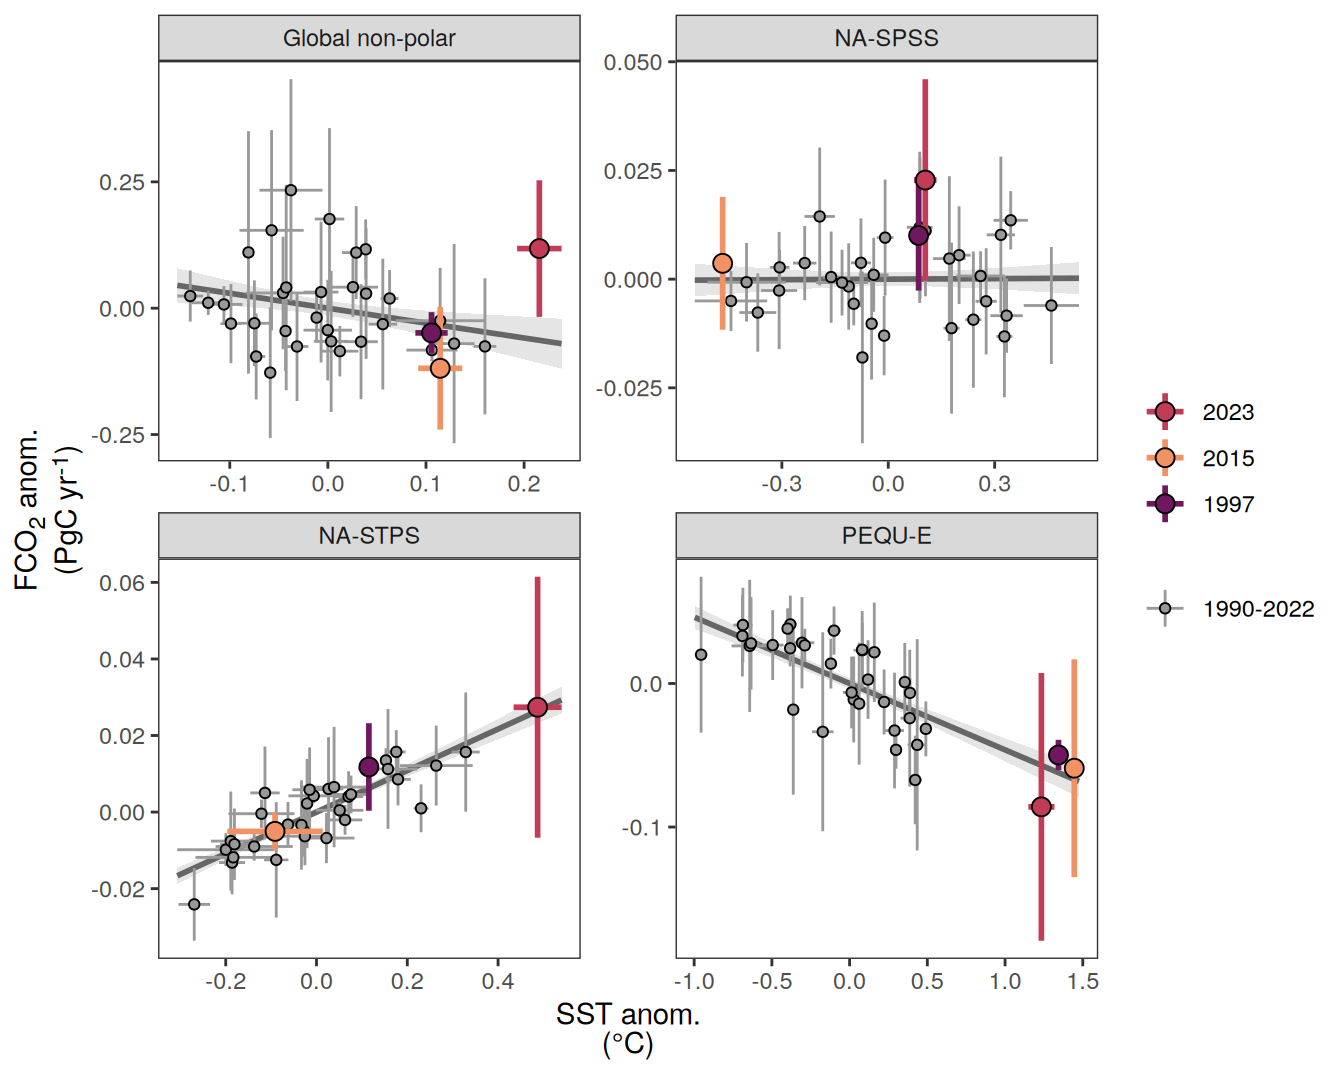 Global non-polar
NA-SPSS
0.25
0.00
-0.25
-0.1 0.0 0.1 0.2
0.050
0.025
0.000
-0.025
-0.3 0.0 0.3
NA-STPS
PEQU-E
0.06
0.04
0.02
0.00
-0.02
-0.2 0.0 0.2 0.4
0.0
-0.1
-1.0 -0.5 0.0 0.5 1.0 1.5
FCO₂ anom.
(PgC yr⁻¹)
SST anom.
(°C)
2023
2015
1997
1990-2022